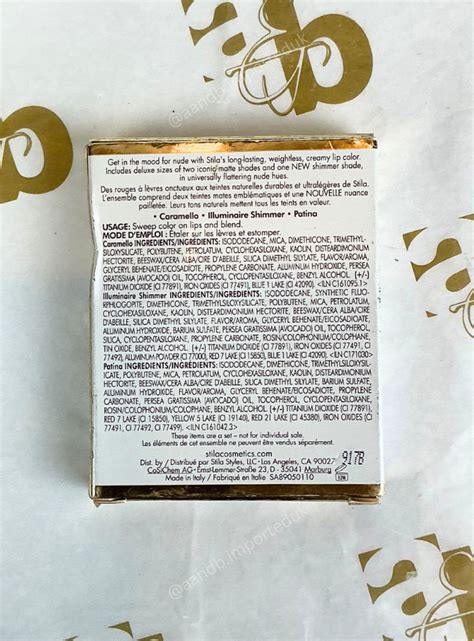 Get in the mood for nude with Stila's long-lasting, weightless, creamy lip color.
Includes deluxe sizes of two iconic matte shades and one NEW shimmer shade,
in universally flattering nude hues.
Des rouges à lèvres onctueux aux teintes naturelles durables et ultralégères de Stila.
L'ensemble comprend deux teintes mates emblématiques et une NOUVELLE nuance
pailletée. Leurs tons naturels mettent tous les teints en valeur.
• Caramello • Illuminaire Shimmer • Patina
USAGE: Sweep color on lips and blend.
MODE D'EMPLOI : Étaler sur les lèvres et estomper.
Caramello INGREDIENTS/INGRÉDIENTS: ISODODECANE, MICA, DIMETHICONE, TRIMETHYL-
SILOXYSILICATE, POLYBUTENE, PETROLATUM, CYCLOHEXASILOXANE, KAOLIN, DISTEARDIMONIUM
HECTORITE, BEESWAX/CERA ALBA/CIRE D'ABEILLE, SILICA DIMETHYL SILYLATE, FLAVOR/AROMA,
GLYCERYL BEHENATE/EICOSADIOATE, PROPYLENE CARBONATE, ALUMINUM HYDROXIDE, PERSEA
GRATISSIMA (AVOCADO) OIL, TOCOPHEROL, CYCLOPENTASILOXANE, BENZYL ALCOHOL [+/-]
TITANIUM DIOXIDE (CI 77891), IRON OXIDES (CI 77491), BLUE 1 LAKE (CI 42090), <ILN C161095.1>
Illuminaire Shimmer INGREDIENTS/INGRÉDIENTS: ISODODECANE, SYNTHETIC FLUO-
RPHLOGOPITE, DIMETHICONE, TRIMETHYLSILOXYSILICATE, POLYBUTENE, MICA, PETROLATUM,
CYCLOHEXASILOXANE, KAOLIN, DISTEARDIMONIUM HECTORITE, BEESWAX/CERA ALBA/CIRE
D'ABEILLE, SILICA DIMETHYL SILYLATE, FLAVOR/AROMA, GLYCERYL BEHENATE/EICOSADIOATE,
ALUMINUM HYDROXIDE, BARIUM SULFATE, PERSEA GRATISSIMA (AVOCADO) OIL, TOCOPHEROL,
SILICA, CYCLOPENTASILOXANE, PROPYLENE CARBONATE, ROSIN/COLOPHONIUM/COLOPHANE,
TIN OXIDE, BENZYL ALCOHOL. [+/-] TITANIUM DIOXIDE (CI 77891), IRON OXIDES (CI 77491, CI
77492), ALUMINUM POWDER (CI 77000), RED 7 LAKE (CI 15850), BLUE 1 LAKE (CI 42090), <ILN C171030>
Patina INGREDIENTS/INGRÉDIENTS: ISODODECANE, DIMETHICONE, TRIMETHYLSILOXYSIL-
ICATE, POLYBUTENE, MICA, PETROLATUM, CYCLOHEXASILOXANE, KAOLIN, DISTEARDIMONIUM
HECTORITE, BEESWAX/CERA ALBA/CIRE D'ABEILLE, SILICA DIMETHYL SILYLATE, BARIUM SULFATE,
ALUMINUM HYDROXIDE, FLAVOR/AROMA, GLYCERYL BEHENATE/EICOSADIOATE, PROPYLENE
CARBONATE, PERSEA GRATISSIMA (AVOCADO) OIL, TOCOPHEROL, CYCLOPENTASILOXANE,
ROSIN/COLOPHONIUM/COLOPHANE, BENZYL ALCOHOL [+/-] TITANIUM DIOXIDE (CI 77891),
RED 7 LAKE (CI 15850), YELLOW 5 LAKE (CI 19140), RED 21 LAKE (CI 45380), IRON OXIDES (CI
77491, CI 77492, CI 77499), <ILN C161042.3>
These items are a set – not for individual sale.
Les éléments de cet ensemble ne peuvent être vendus séparément.
stilacosmetics.com
Dist. by / Distribué par Stila Styles, LLC • Los Angeles, CA 90027
CoSiChem AG • Ernst-Lemmer-Straße 23, D - 35041 Marburg
Made in Italy / Fabriqué en Italie SA89050110
917B
12M
@aandb.importeduk
@aandb.importeduk